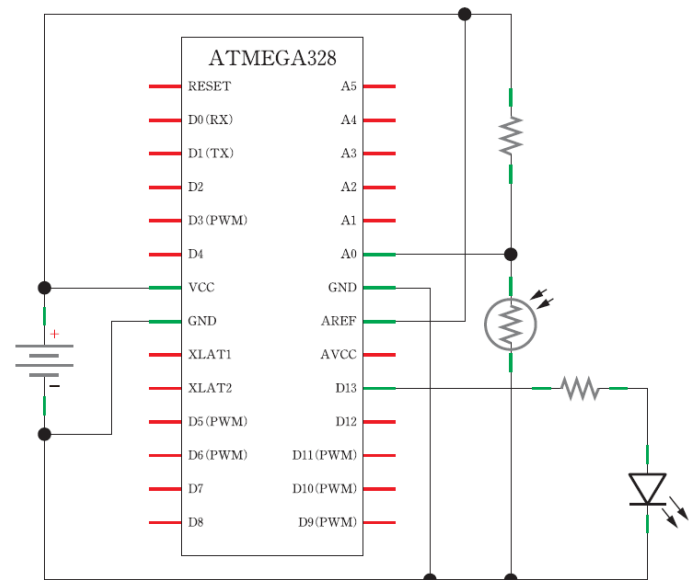 ATMEGA328
RESET
D0(RX)
D1(TX)
D2
D3(PWM)
D4
VCC
GND
XLAT1
XLAT2
D5(PWM)
D6(PWM)
D7
D8
A5
A4
A3
A2
A1
A0
GND
AREF
AVCC
D13
D12
D11(PWM)
D10(PWM)
D9(PWM)
+
-